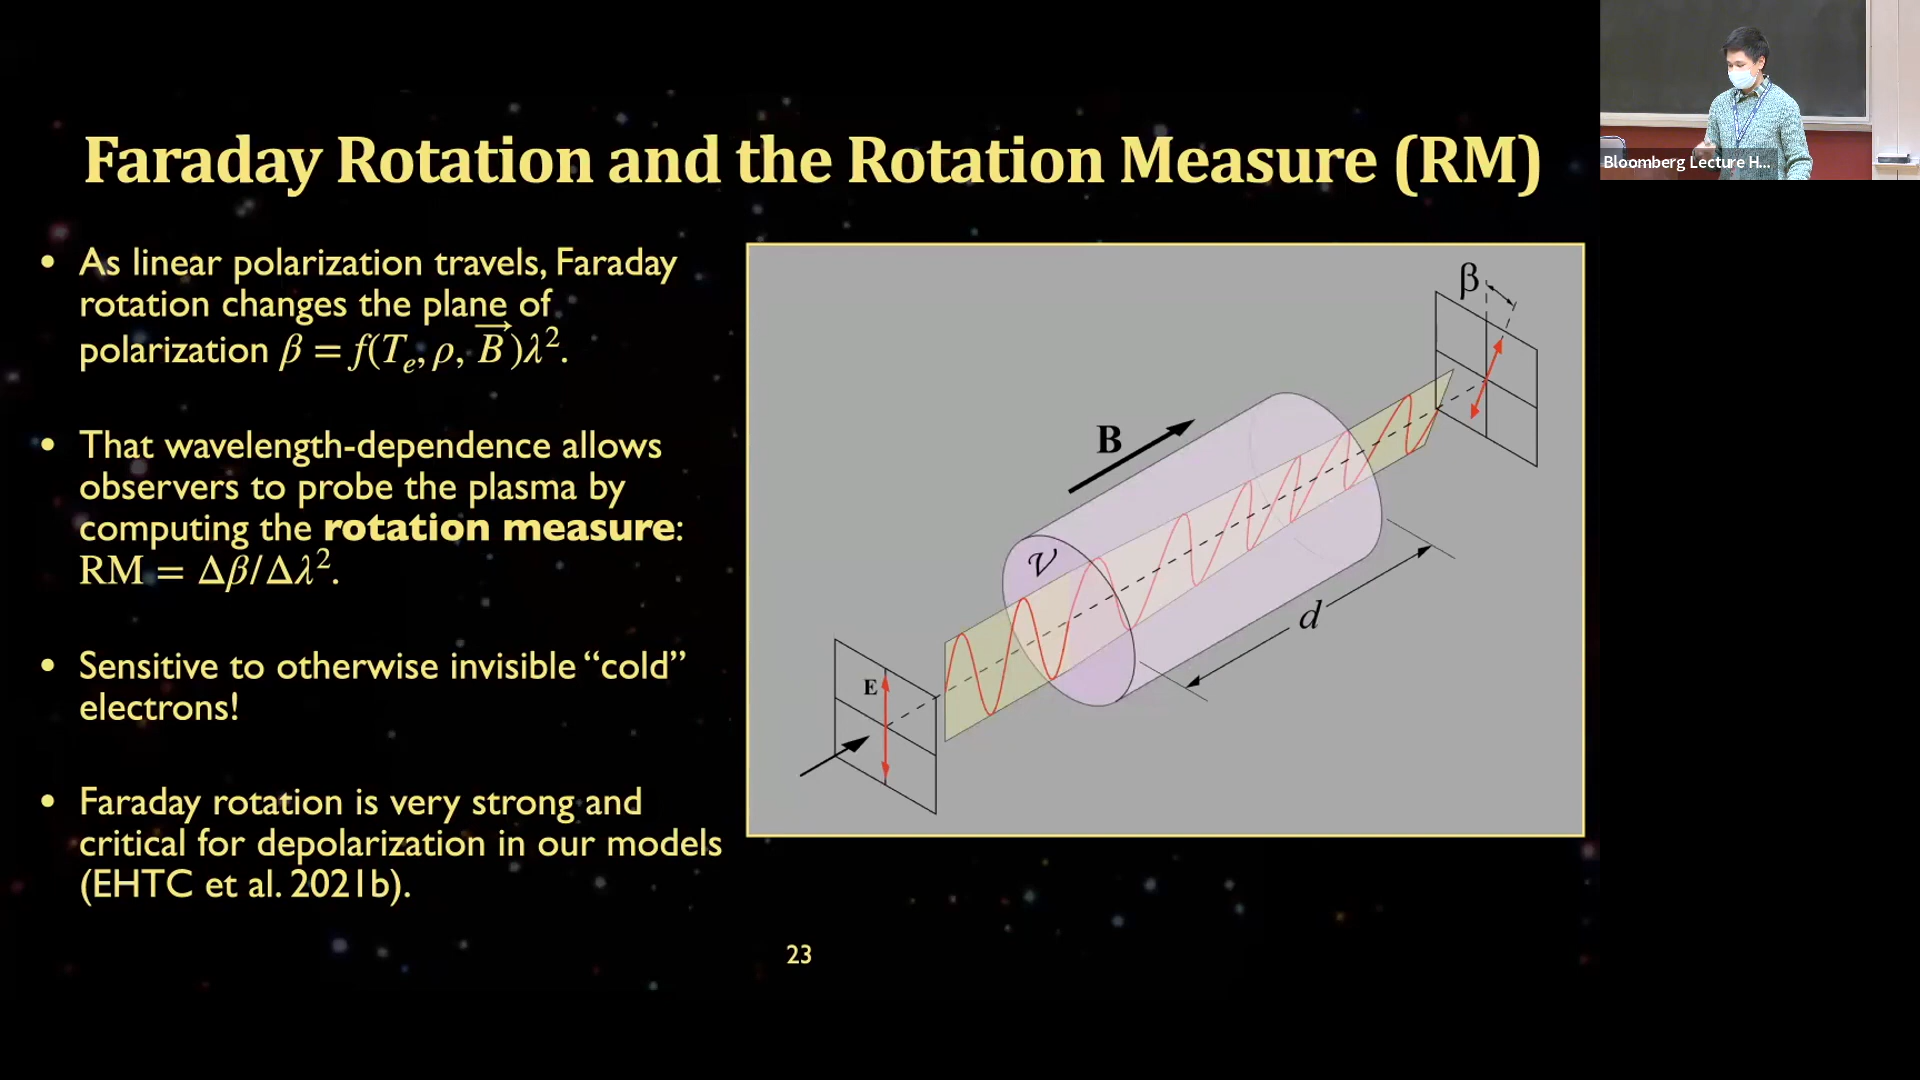 Bloomberg Lecture H...
Faraday Rotation and the Rotation Measure (RM)
• As linear polarization travels, Faraday
rotation changes the plane of
polarization β = f(Tₑ, ρ, B⃗)λ².
• That wavelength-dependence allows
observers to probe the plasma by
computing the rotation measure:
RM = Δβ/Δλ².
• Sensitive to otherwise invisible “cold”
electrons!
• Faraday rotation is very strong and
critical for depolarization in our models
(EHTC et al. 2021b).
β
B
𝒱
d
E
23